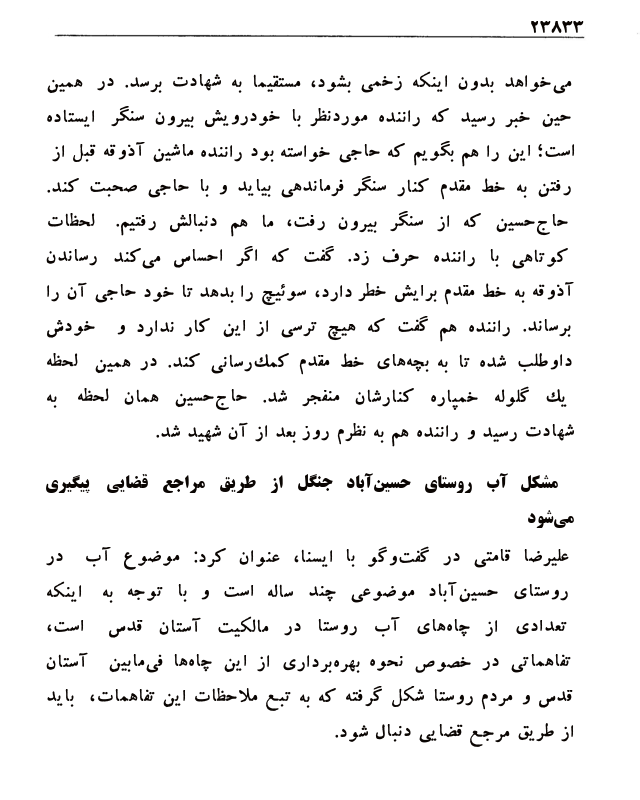 ۲۳۸۳۳
می‌خواهد بدون اینکه زخمی بشود، مستقیما به شهادت برسد. در همین
حین خبر رسید که راننده موردنظر با خودرویش بیرون سنگر ایستاده
است؛ این را هم بگویم که حاجی خواسته بود راننده ماشین آذوقه قبل از
رفتن به خط مقدم کنار سنگر فرماندهی بیاید و با حاجی صحبت کند.
حاج‌حسین که از سنگر بیرون رفت، ما هم دنبالش رفتیم. لحظات
کوتاهی با راننده حرف زد. گفت که اگر احساس می‌کند رساندن
آذوقه به خط مقدم برایش خطر دارد، سوئیچ را بدهد تا خود حاجی آن را
برساند. راننده هم گفت که هیچ ترسی از این کار ندارد و خودش
داوطلب شده تا به بچه‌های خط مقدم کمك‌رسانی کند. در همین لحظه
یك گلوله خمپاره کنارشان منفجر شد. حاج‌حسین همان لحظه به
شهادت رسید و راننده هم به نظرم روز بعد از آن شهید شد.
مشکل آب روستای حسین‌آباد جنگل از طریق مراجع قضایی پیگیری
می‌شود
علیرضا قامتی در گفت‌وگو با ایسنا، عنوان کرد: موضوع آب در
روستای حسین‌آباد موضوعی چند ساله است و با توجه به اینکه
تعدادی از چاه‌های آب روستا در مالکیت آستان قدس است،
تفاهماتی در خصوص نحوه بهره‌برداری از این چاه‌ها فی‌مابین آستان
قدس و مردم روستا شکل گرفته که به تبع ملاحظات این تفاهمات، باید
از طریق مرجع قضایی دنبال شود.